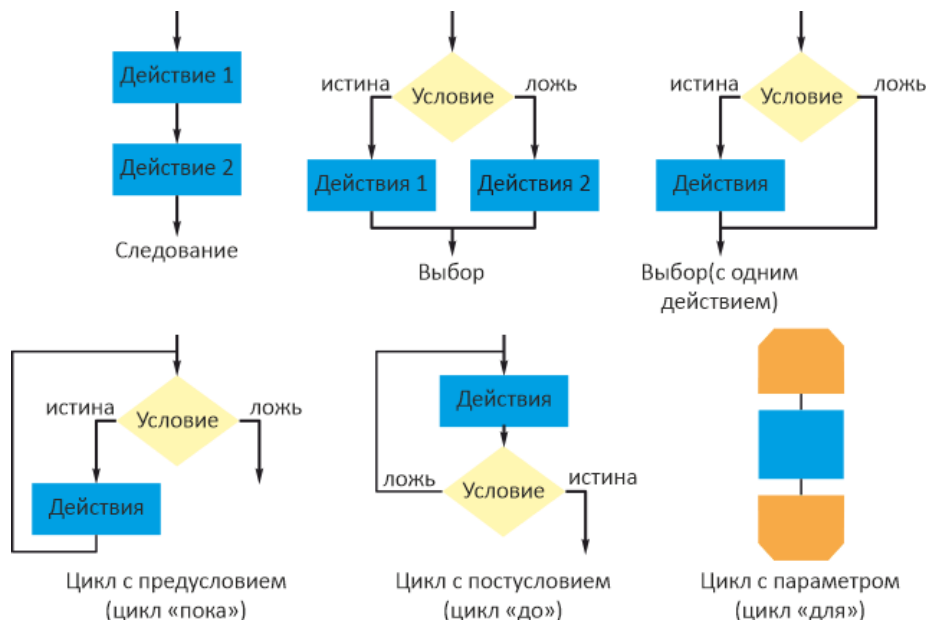 Действие 1
Действие 2
Следование
истина
Условие
ложь
Действия 1
Действия 2
Выбор
истина
Условие
ложь
Действия
Выбор(с одним
действием)
истина
Условие
ложь
Действия
Цикл с предусловием
(цикл «пока»)
Действия
ложь
Условие
истина
Цикл с постусловием
(цикл «до»)
Цикл с параметром
(цикл «для»)